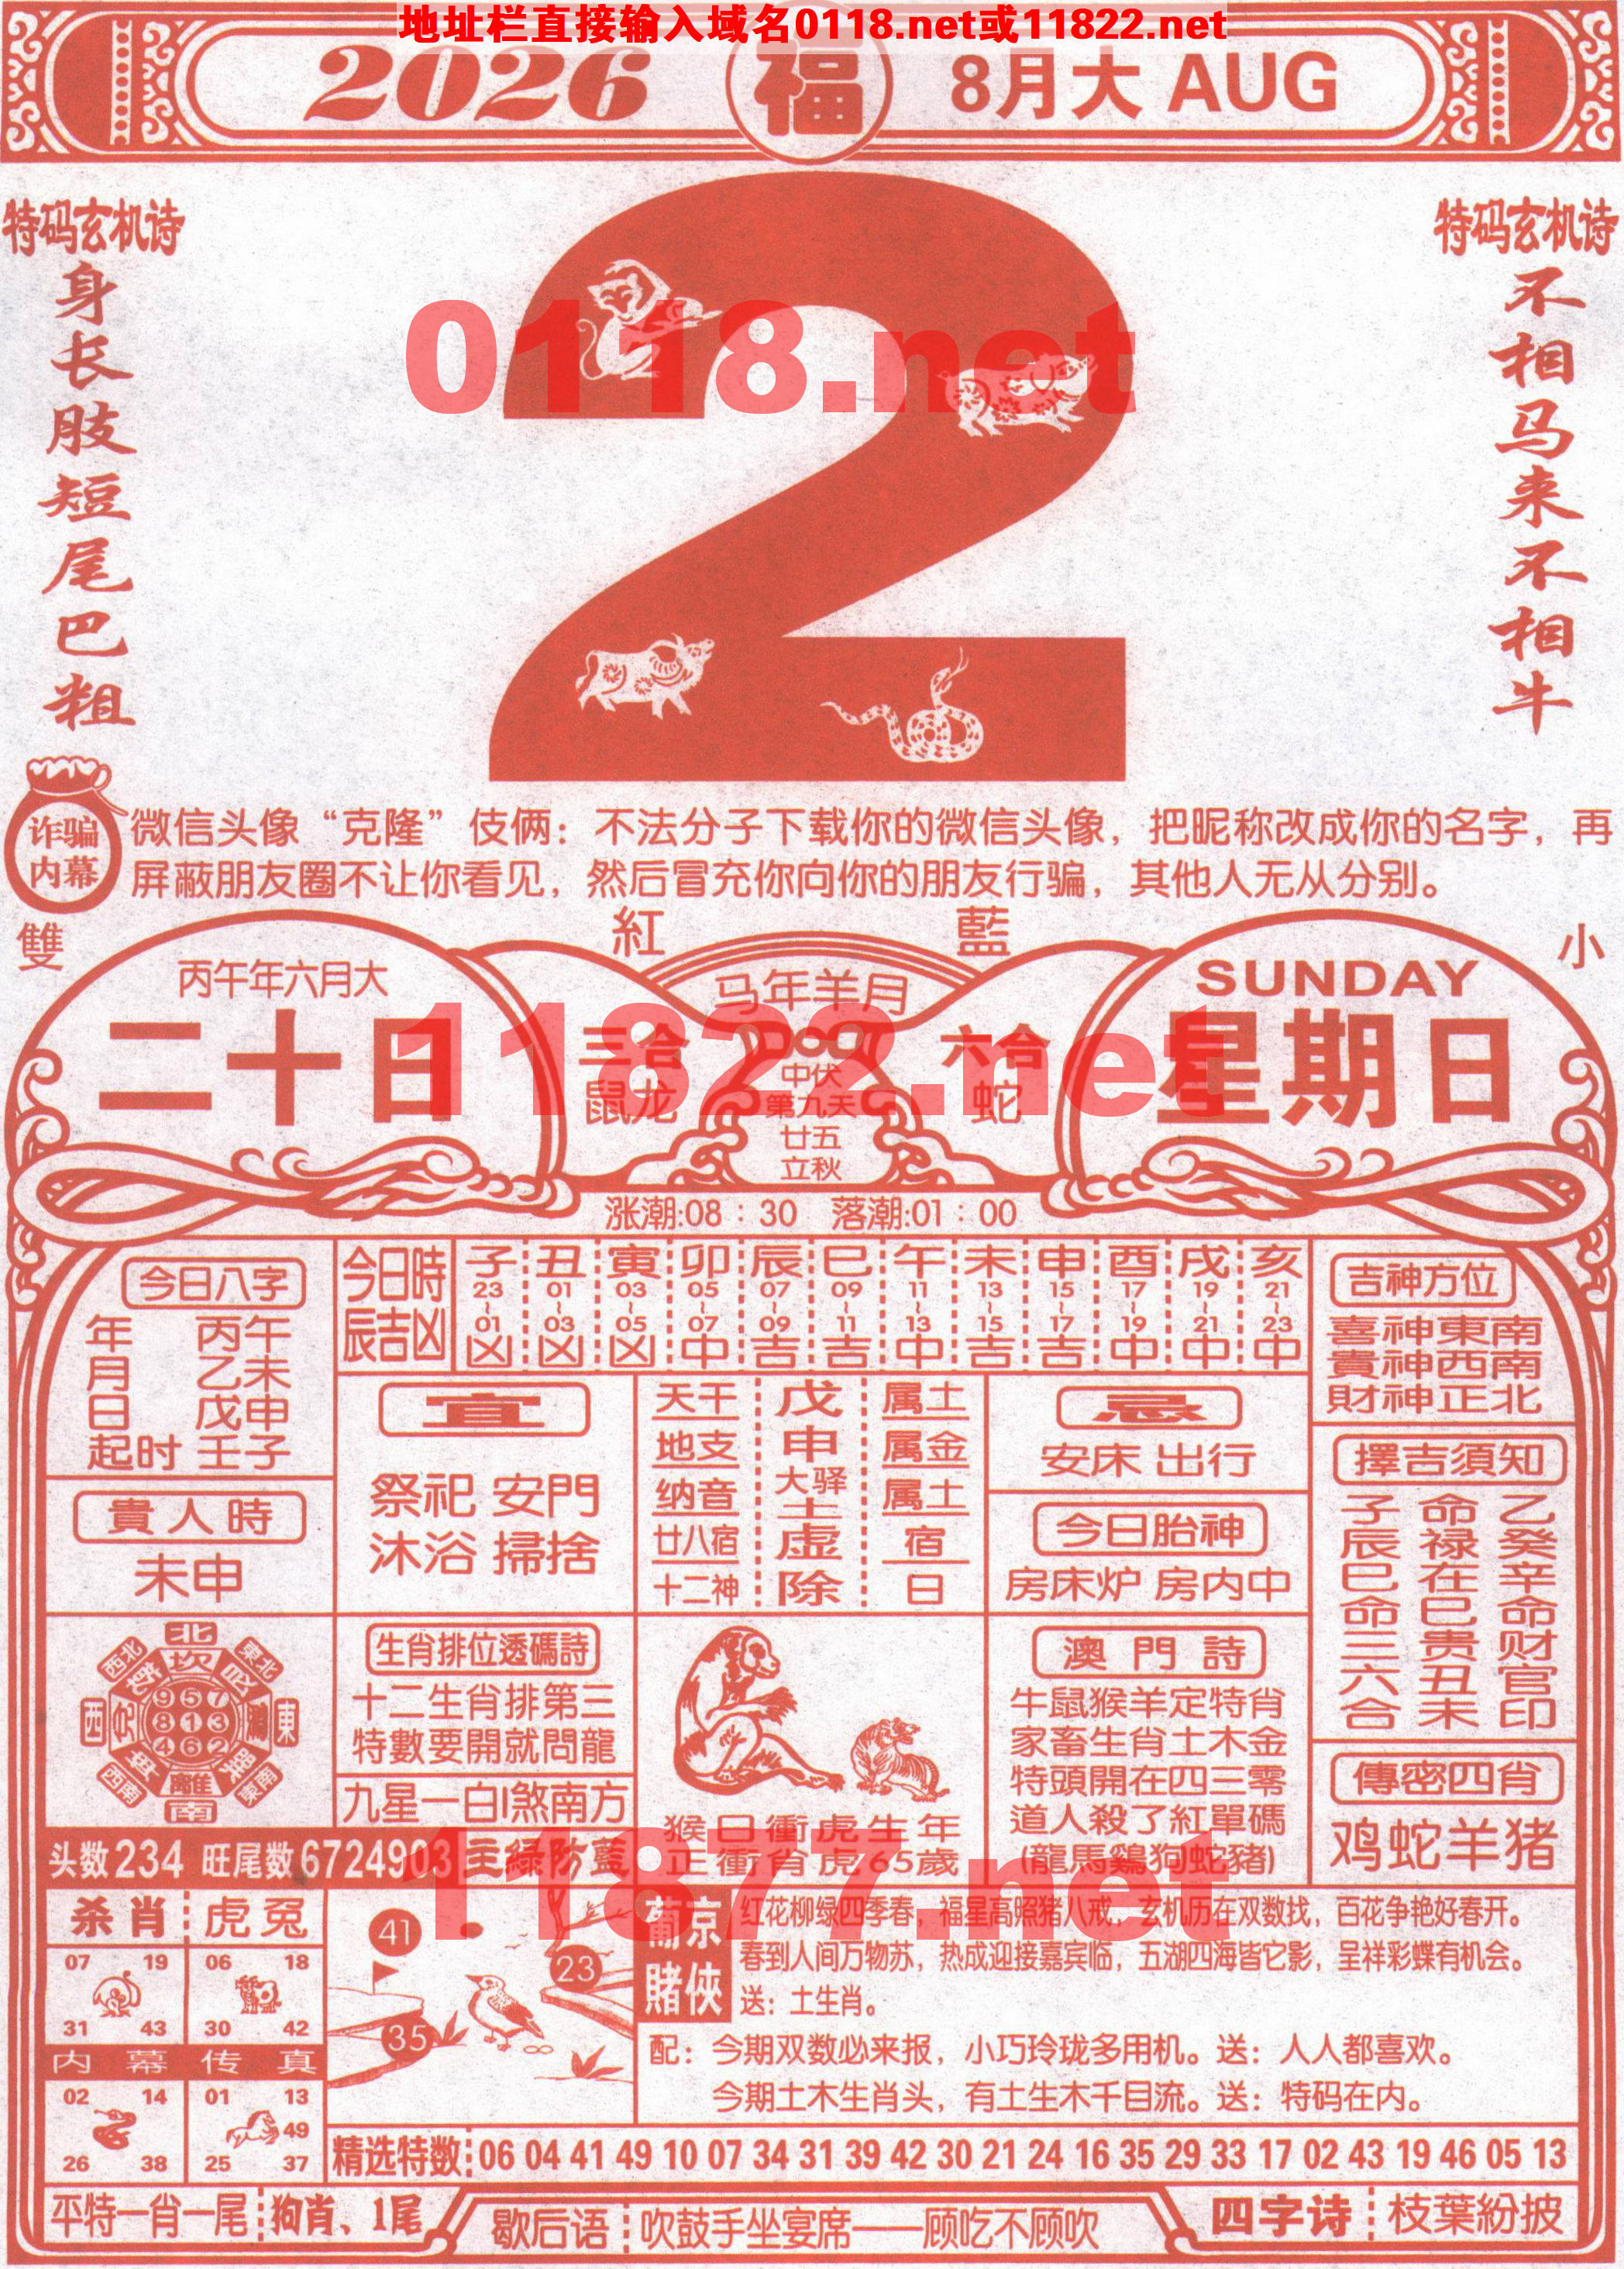 地址栏直接输入域名0118.net或11822.net
2026 福 8月大 AUG
特码玄机诗
身长肢短尾巴粗
特码玄机诗
不相马来不相牛
2
0118.net
诈骗内幕
微信头像“克隆”伎俩：不法分子下载你的微信头像，把昵称改成你的名字，再
屏蔽朋友圈不让你看见，然后冒充你向你的朋友行骗，其他人无从分别。
雙 紅 藍 小
丙午年六月大
二十日
马年羊月
三合
鼠龙
中伏
第九天
廿五
立秋
六合
蛇
SUNDAY
星期日
11822.net
涨潮:08：30 落潮:01：00
今日八字
年 丙午
月 乙未
日 戊申
起时 壬子
貴人時
未申
今日時辰吉凶
子 丑 寅 卯 辰 巳 午 未 申 酉 戌 亥
23~01 01~03 03~05 05~07 07~09 09~11 11~13 13~15 15~17 17~19 19~21 21~23
凶 凶 凶 中 吉 吉 中 吉 吉 中 中 中
宜
祭祀 安門
沐浴 掃捨
天干 戊 属土
地支 申 属金
纳音 大驿土 属土
廿八宿 虚 宿
十二神 除 日
忌
安床 出行
今日胎神
房床炉 房内中
吉神方位
喜神東南
貴神西南
財神正北
擇吉須知
子命乙
辰禄癸
巳在辛
命巳命
三贵财
六丑官
合未印
北 東北 東 東南 南 西南 西 西北
坎 離
957
813
462
生肖排位透碼詩
十二生肖排第三
特數要開就問龍
九星一白 煞南方
猴日衝虎生年
正衝肖虎65歲
澳門詩
牛鼠猴羊定特肖
家畜生肖土木金
特頭開在四三零
道人殺了紅單碼
(龍馬鷄狗蛇豬)
傳密四肖
鸡蛇羊猪
头数234 旺尾数6724903 主緑防藍
11877.net
杀肖 虎兔
07 19 06 18
31 43 30 42
内幕传真
02 14 01 13
49
26 38 25 37
41
23
35
葡京賭俠
红花柳绿四季春，福星高照猪八戒，玄机历在双数找，百花争艳好春开。
春到人间万物苏，热成迎接嘉宾临，五湖四海皆它影，呈祥彩蝶有机会。
送：土生肖。
配：今期双数必来报，小巧玲珑多用机。送：人人都喜欢。
今期土木生肖头，有土生木千目流。送：特码在内。
精选特数 06 04 41 49 10 07 34 31 39 42 30 21 24 16 35 29 33 17 02 43 19 46 05 13
平特一肖一尾 狗肖、1尾
歇后语 吹鼓手坐宴席——顾吃不顾吹
四字诗 枝葉紛披